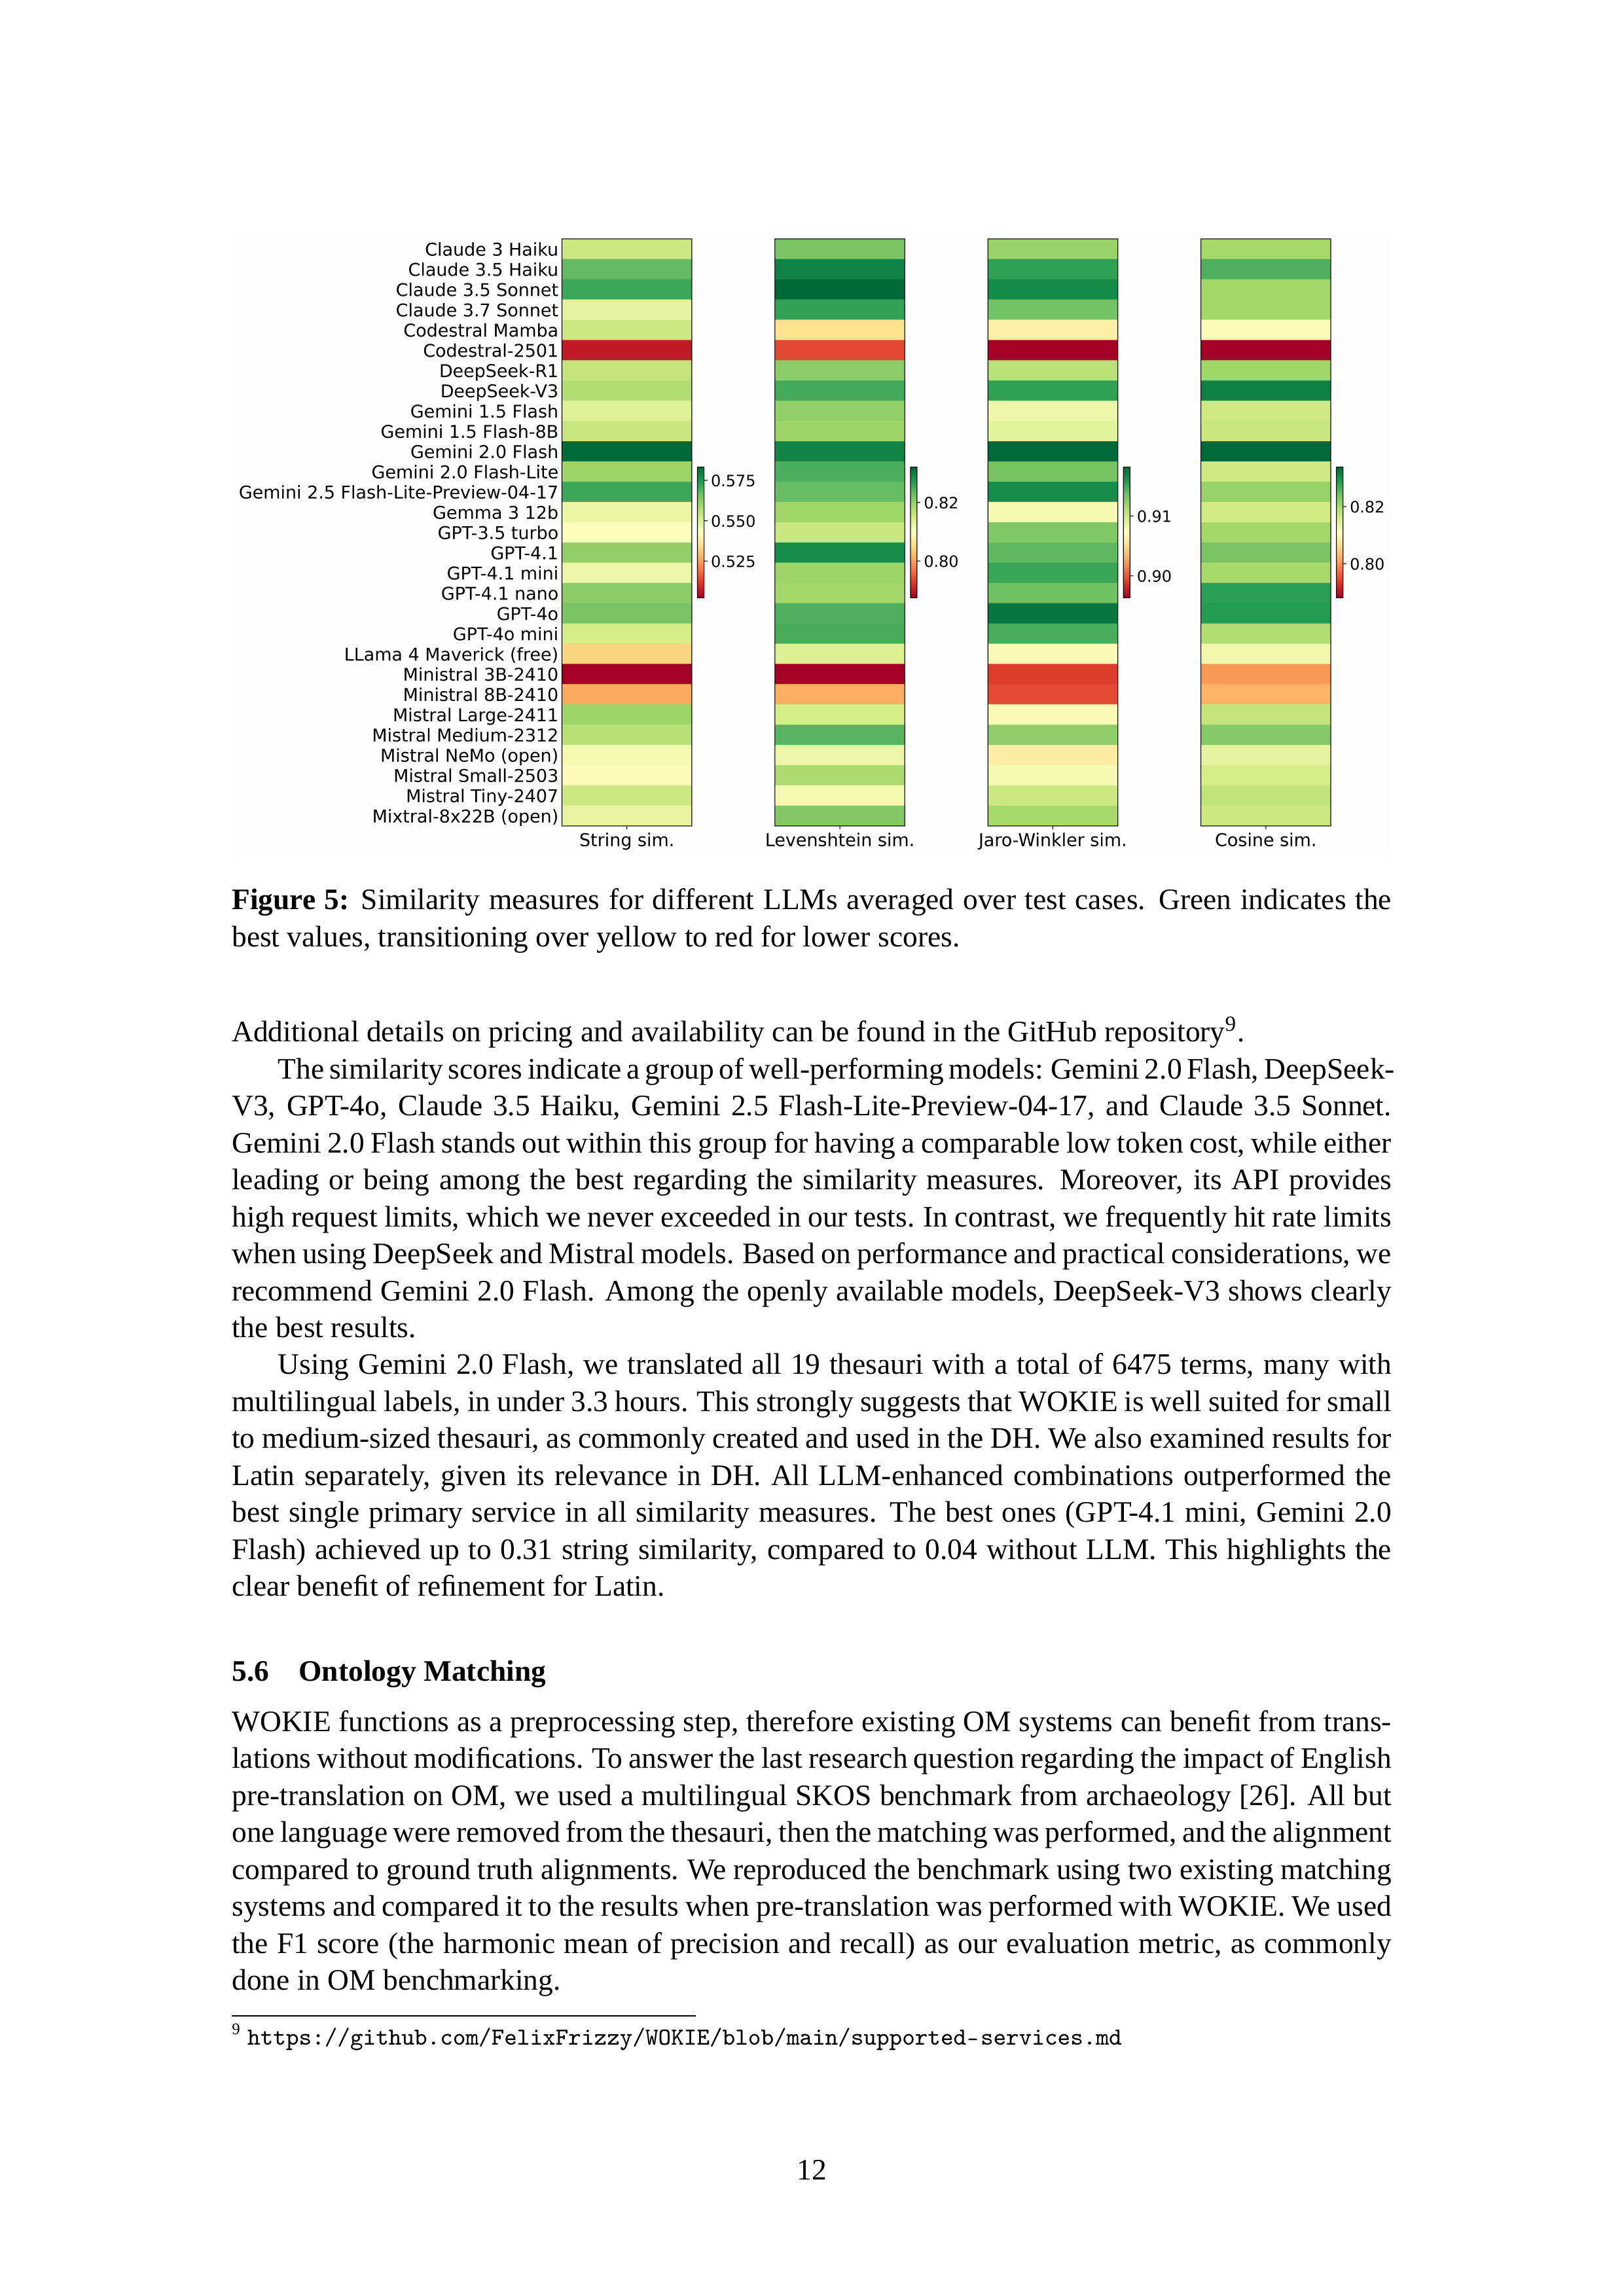 Claude 3 Haiku
Claude 3.5 Haiku
Claude 3.5 Sonnet
Claude 3.7 Sonnet
Codestral Mamba
Codestral-2501
DeepSeek-R1
DeepSeek-V3
Gemini 1.5 Flash
Gemini 1.5 Flash-8B
Gemini 2.0 Flash
Gemini 2.0 Flash-Lite
Gemini 2.5 Flash-Lite-Preview-04-17
Gemma 3 12b
GPT-3.5 turbo
GPT-4.1
GPT-4.1 mini
GPT-4.1 nano
GPT-4o
GPT-4o mini
LLama 4 Maverick (free)
Ministral 3B-2410
Ministral 8B-2410
Mistral Large-2411
Mistral Medium-2312
Mistral NeMo (open)
Mistral Small-2503
Mistral Tiny-2407
Mixtral-8x22B (open)
0.575
0.550
0.525
0.82
0.80
0.91
0.90
0.82
0.80
String sim.
Levenshtein sim.
Jaro-Winkler sim.
Cosine sim.
Figure 5: Similarity measures for different LLMs averaged over test cases. Green indicates the
best values, transitioning over yellow to red for lower scores.
Additional details on pricing and availability can be found in the GitHub repository9.
The similarity scores indicate a group of well-performing models: Gemini 2.0 Flash, DeepSeek-
V3, GPT-4o, Claude 3.5 Haiku, Gemini 2.5 Flash-Lite-Preview-04-17, and Claude 3.5 Sonnet.
Gemini 2.0 Flash stands out within this group for having a comparable low token cost, while either
leading or being among the best regarding the similarity measures. Moreover, its API provides
high request limits, which we never exceeded in our tests. In contrast, we frequently hit rate limits
when using DeepSeek and Mistral models. Based on performance and practical considerations, we
recommend Gemini 2.0 Flash. Among the openly available models, DeepSeek-V3 shows clearly
the best results.
Using Gemini 2.0 Flash, we translated all 19 thesauri with a total of 6475 terms, many with
multilingual labels, in under 3.3 hours. This strongly suggests that WOKIE is well suited for small
to medium-sized thesauri, as commonly created and used in the DH. We also examined results for
Latin separately, given its relevance in DH. All LLM-enhanced combinations outperformed the
best single primary service in all similarity measures. The best ones (GPT-4.1 mini, Gemini 2.0
Flash) achieved up to 0.31 string similarity, compared to 0.04 without LLM. This highlights the
clear benefit of refinement for Latin.
5.6 Ontology Matching
WOKIE functions as a preprocessing step, therefore existing OM systems can benefit from trans-
lations without modifications. To answer the last research question regarding the impact of English
pre-translation on OM, we used a multilingual SKOS benchmark from archaeology [26]. All but
one language were removed from the thesauri, then the matching was performed, and the alignment
compared to ground truth alignments. We reproduced the benchmark using two existing matching
systems and compared it to the results when pre-translation was performed with WOKIE. We used
the F1 score (the harmonic mean of precision and recall) as our evaluation metric, as commonly
done in OM benchmarking.
9 https://github.com/FelixFrizzy/WOKIE/blob/main/supported-services.md
12